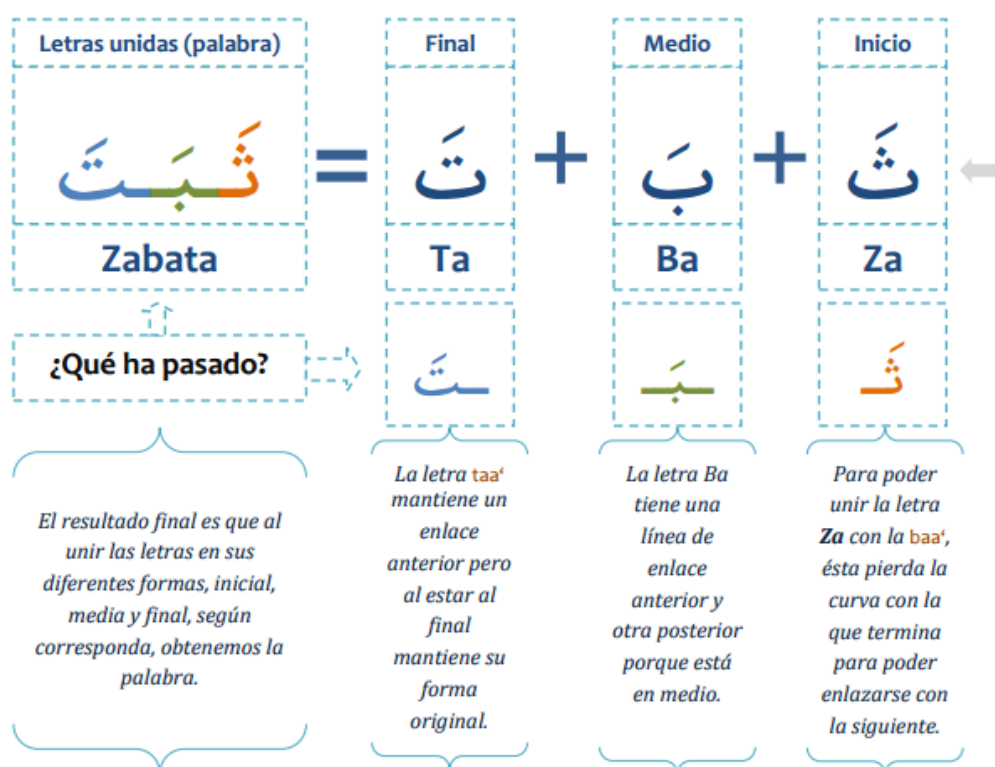 Letras unidas (palabra)
Final
Medio
Inicio
ثَبَتَ
=
تَ
+
بَ
+
ثَ
Zabata
Ta
Ba
Za
¿Qué ha pasado?
ـتَ
ـبَـ
ثَـ
El resultado final es que al
unir las letras en sus
diferentes formas, inicial,
media y final, según
corresponda, obtenemos la
palabra.
La letra taa‘
mantiene un
enlace
anterior pero
al estar al
final
mantiene su
forma
original.
La letra Ba
tiene una
línea de
enlace
anterior y
otra posterior
porque está
en medio.
Para poder
unir la letra
Za con la baa‘,
ésta pierda la
curva con la
que termina
para poder
enlazarse con
la siguiente.